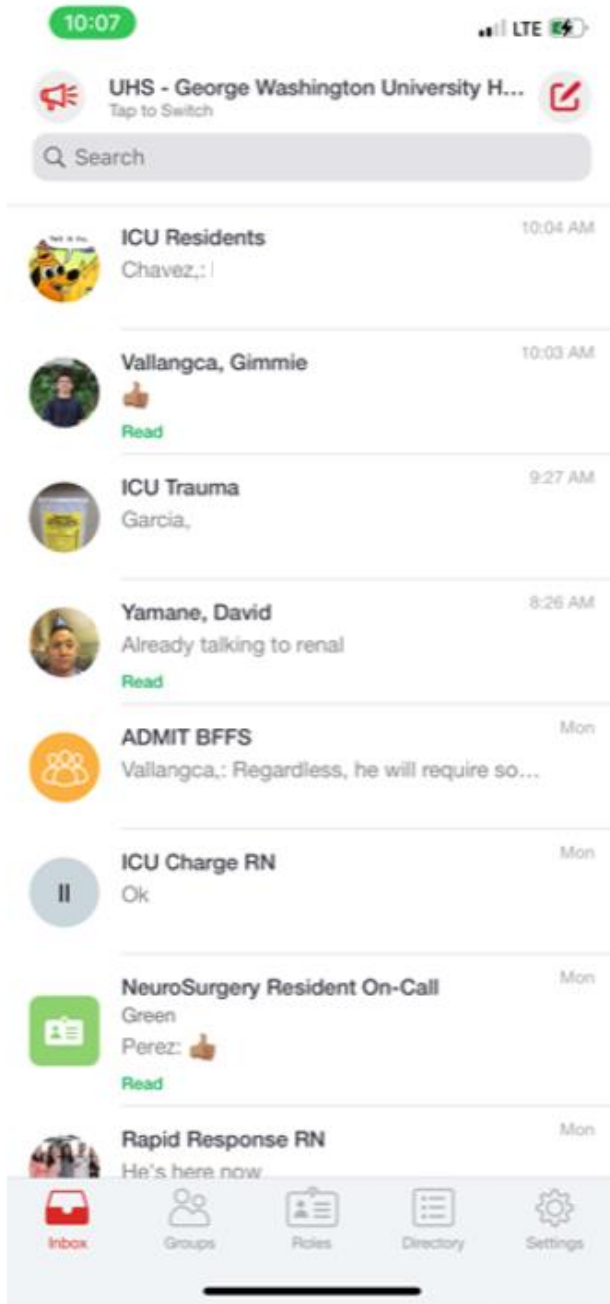 10:07
LTE
UHS - George Washington University H...
Tap to Switch
Search
ICU Residents
10:04 AM
Chavez,:
Vallangca, Gimmie
10:03 AM
👍🏽
Read
ICU Trauma
9:27 AM
Garcia,
Yamane, David
8:26 AM
Already talking to renal
Read
ADMIT BFFS
Mon
Vallangca,: Regardless, he will require so...
ICU Charge RN
Mon
II
Ok
NeuroSurgery Resident On-Call
Mon
Green
Perez: 👍🏽
Read
Rapid Response RN
Mon
He's here now
Inbox
Groups
Roles
Directory
Settings